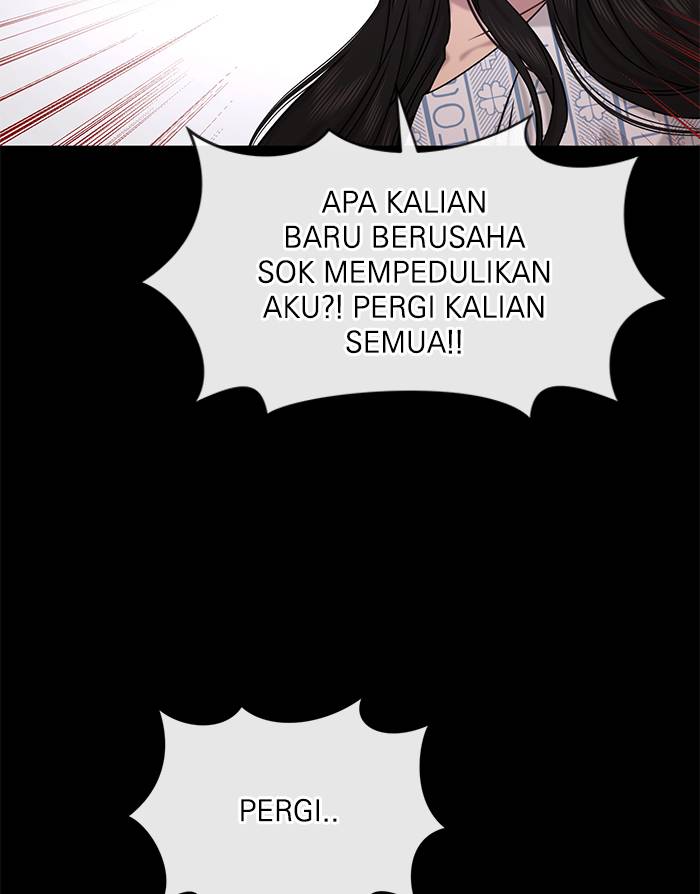 APA KALIAN
BARU BERUSAHA
SOK MEMPEDULIKAN
AKU?! PERGI KALIAN
SEMUA!!
PERGI..